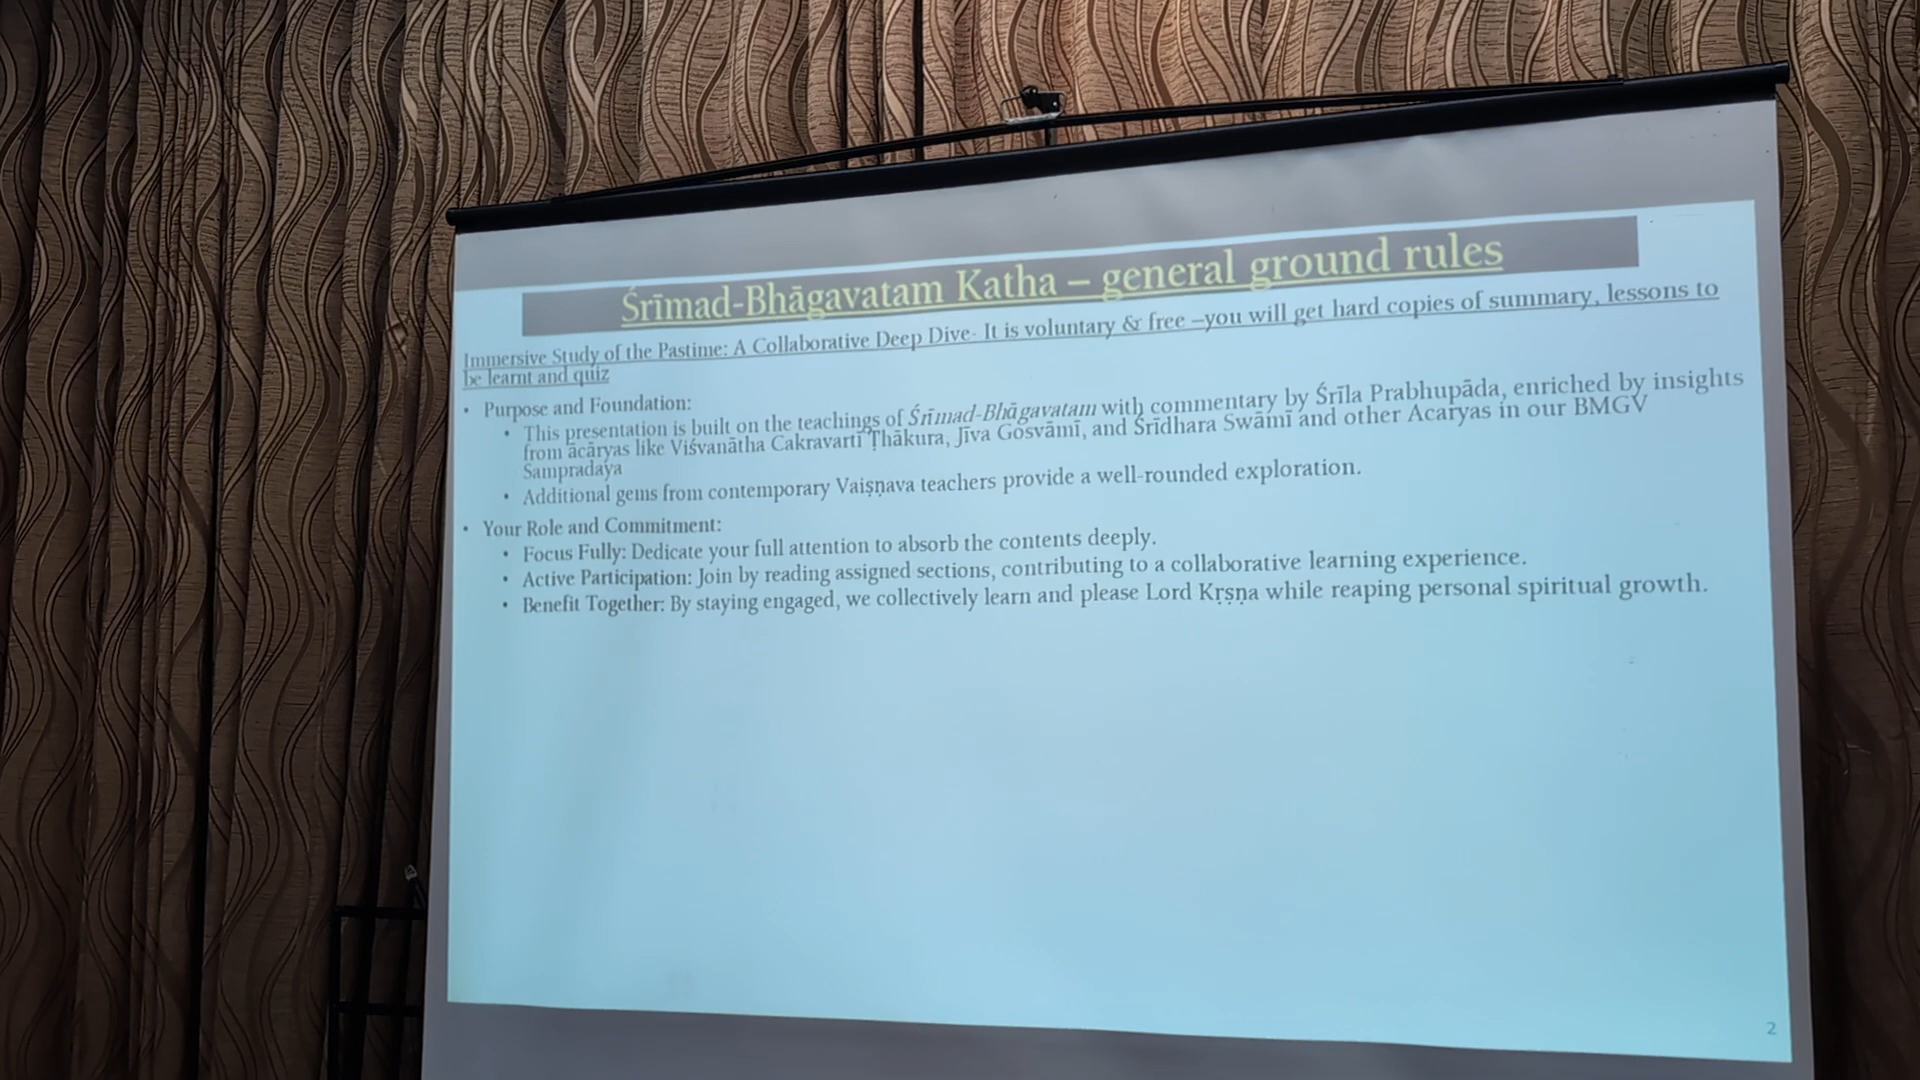 Śrīmad-Bhāgavatam Katha – general ground rules
Immersive Study of the Pastime: A Collaborative Deep Dive- It is voluntary & free –you will get hard copies of summary, lessons to
be learnt and quiz
• Purpose and Foundation:
• This presentation is built on the teachings of Śrīmad-Bhāgavatam with commentary by Śrīla Prabhupāda, enriched by insights
from ācāryas like Viśvanātha Cakravartī Ṭhākura, Jīva Gosvāmī, and Śrīdhara Swāmī and other Acaryas in our BMGV
Sampradaya
• Additional gems from contemporary Vaiṣṇava teachers provide a well-rounded exploration.
• Your Role and Commitment:
• Focus Fully: Dedicate your full attention to absorb the contents deeply.
• Active Participation: Join by reading assigned sections, contributing to a collaborative learning experience.
• Benefit Together: By staying engaged, we collectively learn and please Lord Kṛṣṇa while reaping personal spiritual growth.
2